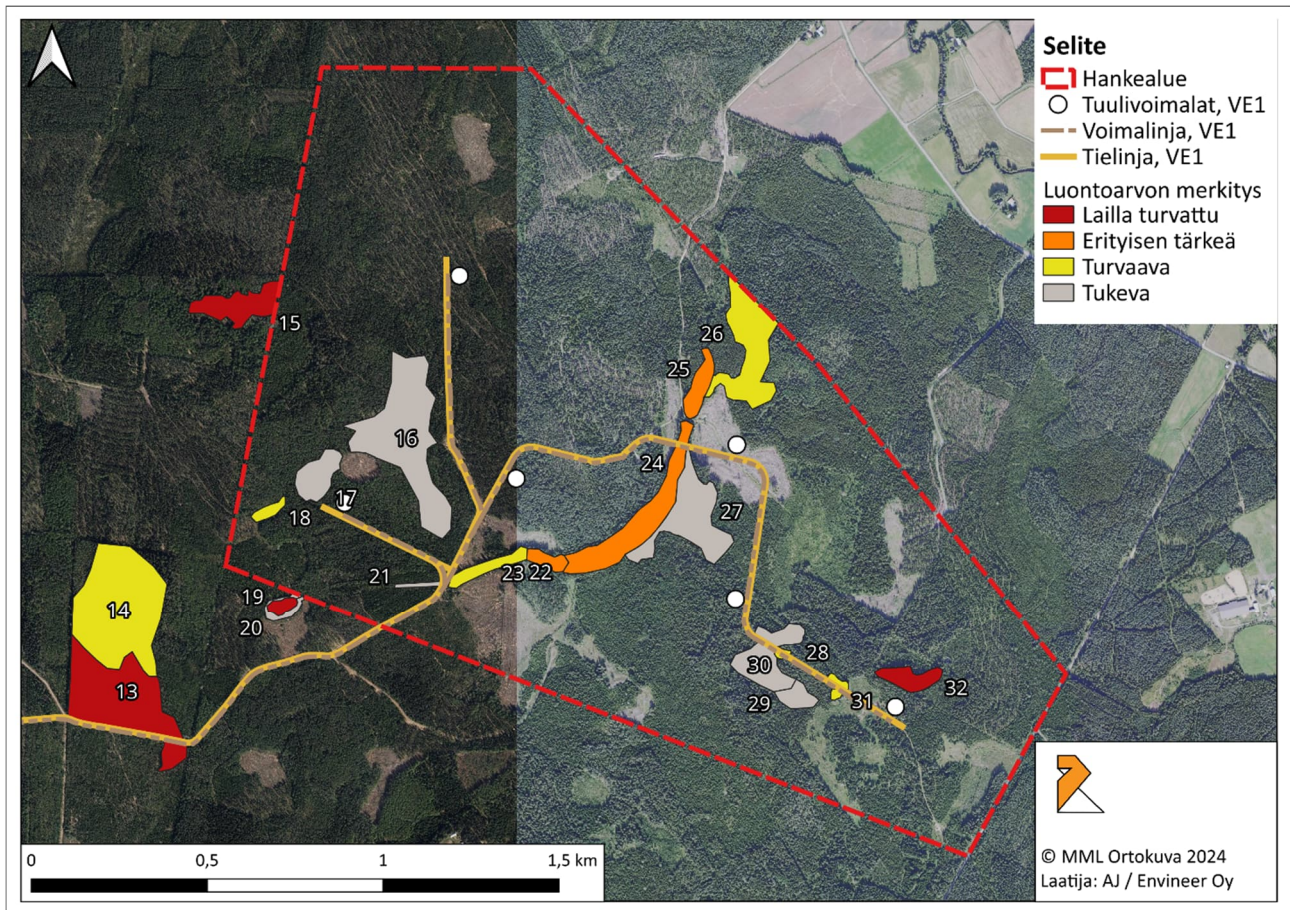 Selite
Hankealue
Tuulivoimalat, VE1
Voimalinja, VE1
Tielinja, VE1
Luontoarvon merkitys
Lailla turvattu
Erityisen tärkeä
Turvaava
Tukeva
15
26
25
16
24
17
18
27
21
23
22
19
20
14
28
30
13
31
32
29
0
0,5
1
1,5 km
© MML Ortokuva 2024
Laatija: AJ / Envineer Oy